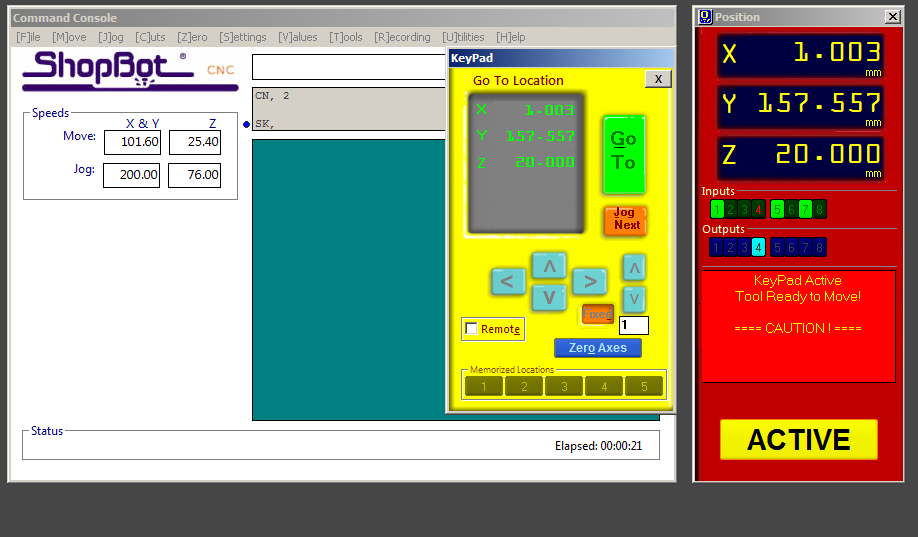 Command Console
[F]ile [M]ove [J]og [C]uts [Z]ero [S]ettings [V]alues [T]ools [R]ecording [U]tilities [H]elp
ShopBot ® CNC
Speeds
X & Y Z
Move: 101.60 25.40
Jog: 200.00 76.00
CN, 2
SK,
Status
Elapsed: 00:00:21
KeyPad
Go To Location
X
X 1.003
Y 157.557
Z 20.000
Go
To
Jog
Next
< ʌ v >
ʌ
v
Fixed
1
Remote
Zero Axes
Memorized Locations
1 2 3 4 5
Position
X 1.003
mm
Y 157.557
mm
Z 20.000
mm
Inputs
1 2 3 4 5 6 7 8
Outputs
1 2 3 4 5 6 7 8
KeyPad Active
Tool Ready to Move!
==== CAUTION ! ====
ACTIVE